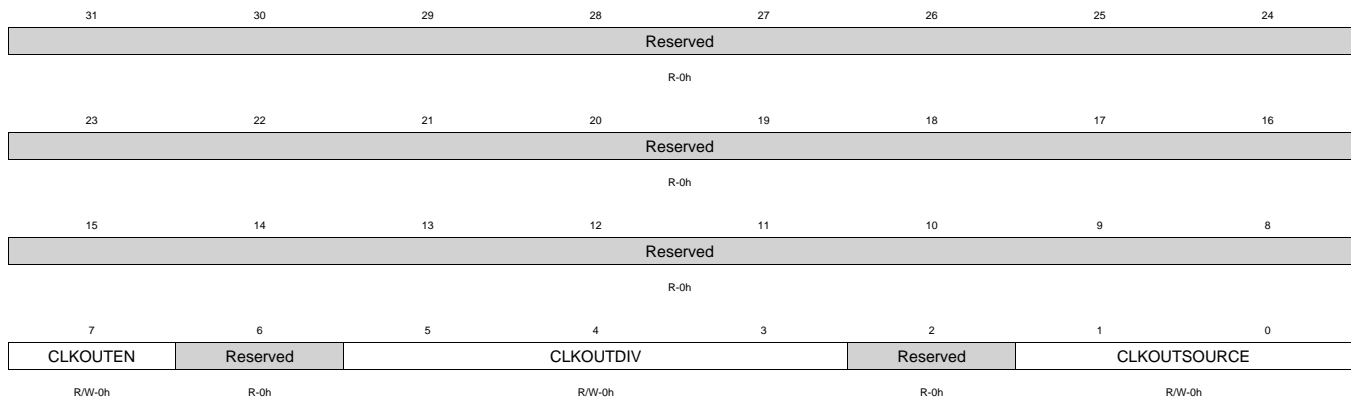 31 30 29 28 27 26 25 24
Reserved
R-0h
23 22 21 20 19 18 17 16
Reserved
R-0h
15 14 13 12 11 10 9 8
Reserved
R-0h
7 6 5 4 3 2 1 0
CLKOUTEN Reserved CLKOUTDIV Reserved CLKOUTSOURCE
R/W-0h R-0h R/W-0h R-0h R/W-0h